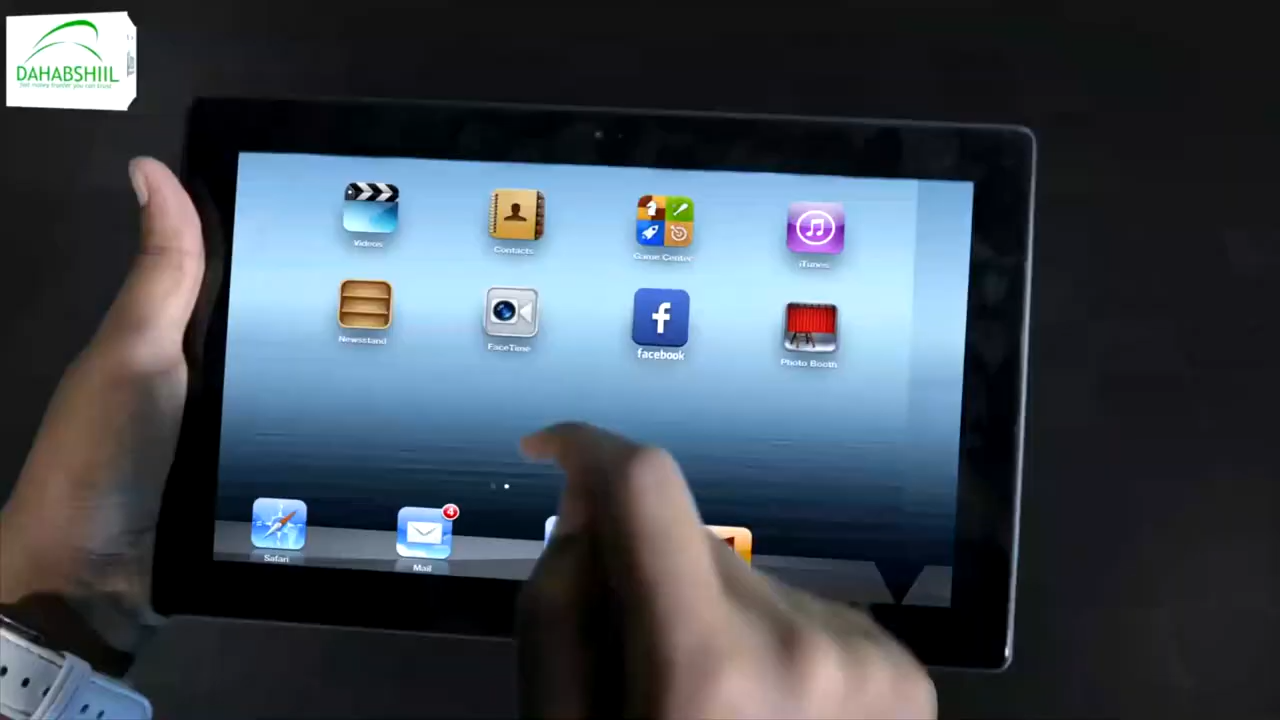 DAHABSHIIL
Videos
Contacts
Game Center
iTunes
Newsstand
FaceTime
facebook
Photo Booth
4
Safari
Mail